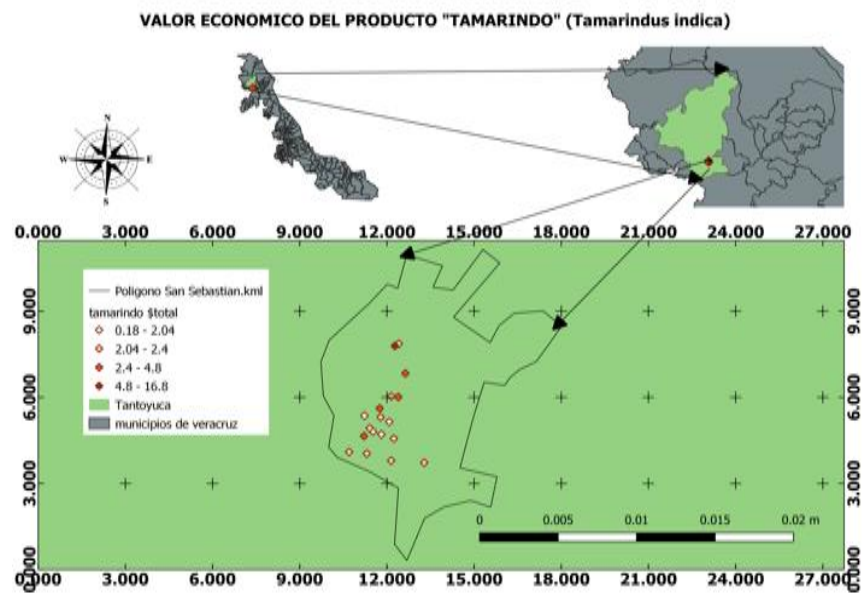 VALOR ECONOMICO DEL PRODUCTO "TAMARINDO" (Tamarindus indica)
N
W E
S
0.000 3.000 6.000 9.000 12.000 15.000 18.000 21.000 24.000 27.000
Poligono San Sebastian.kml
tamarindo $total
0.18 - 2.04
2.04 - 2.4
2.4 - 4.8
4.8 - 16.8
Tantoyuca
municipios de veracruz
9.000 9.000
6.000 6.000
3.000 3.000
0 0.005 0.01 0.015 0.02 m
0.000 0.000
0.000 3.000 6.000 9.000 12.000 15.000 18.000 21.000 24.000 27.000